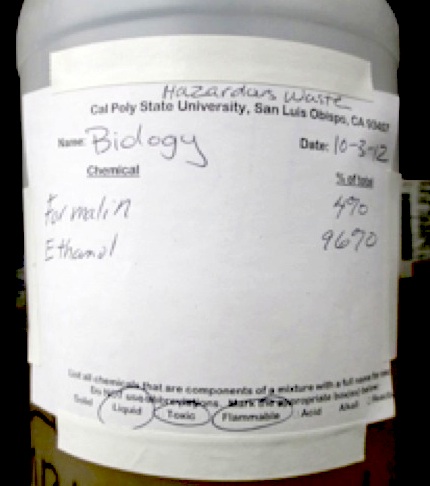 Hazardous Waste
Cal Poly State University, San Luis Obispo, CA 93407
Name: Biology Date: 10-3-12
Chemical % of total
Formalin 4%
Ethanol 96%
List all chemicals that are components of a mixture with a full name for
Do NOT use abbreviations. Mark the appropriate box(es) below:
Solid Liquid Toxic Flammable Acid Alkali